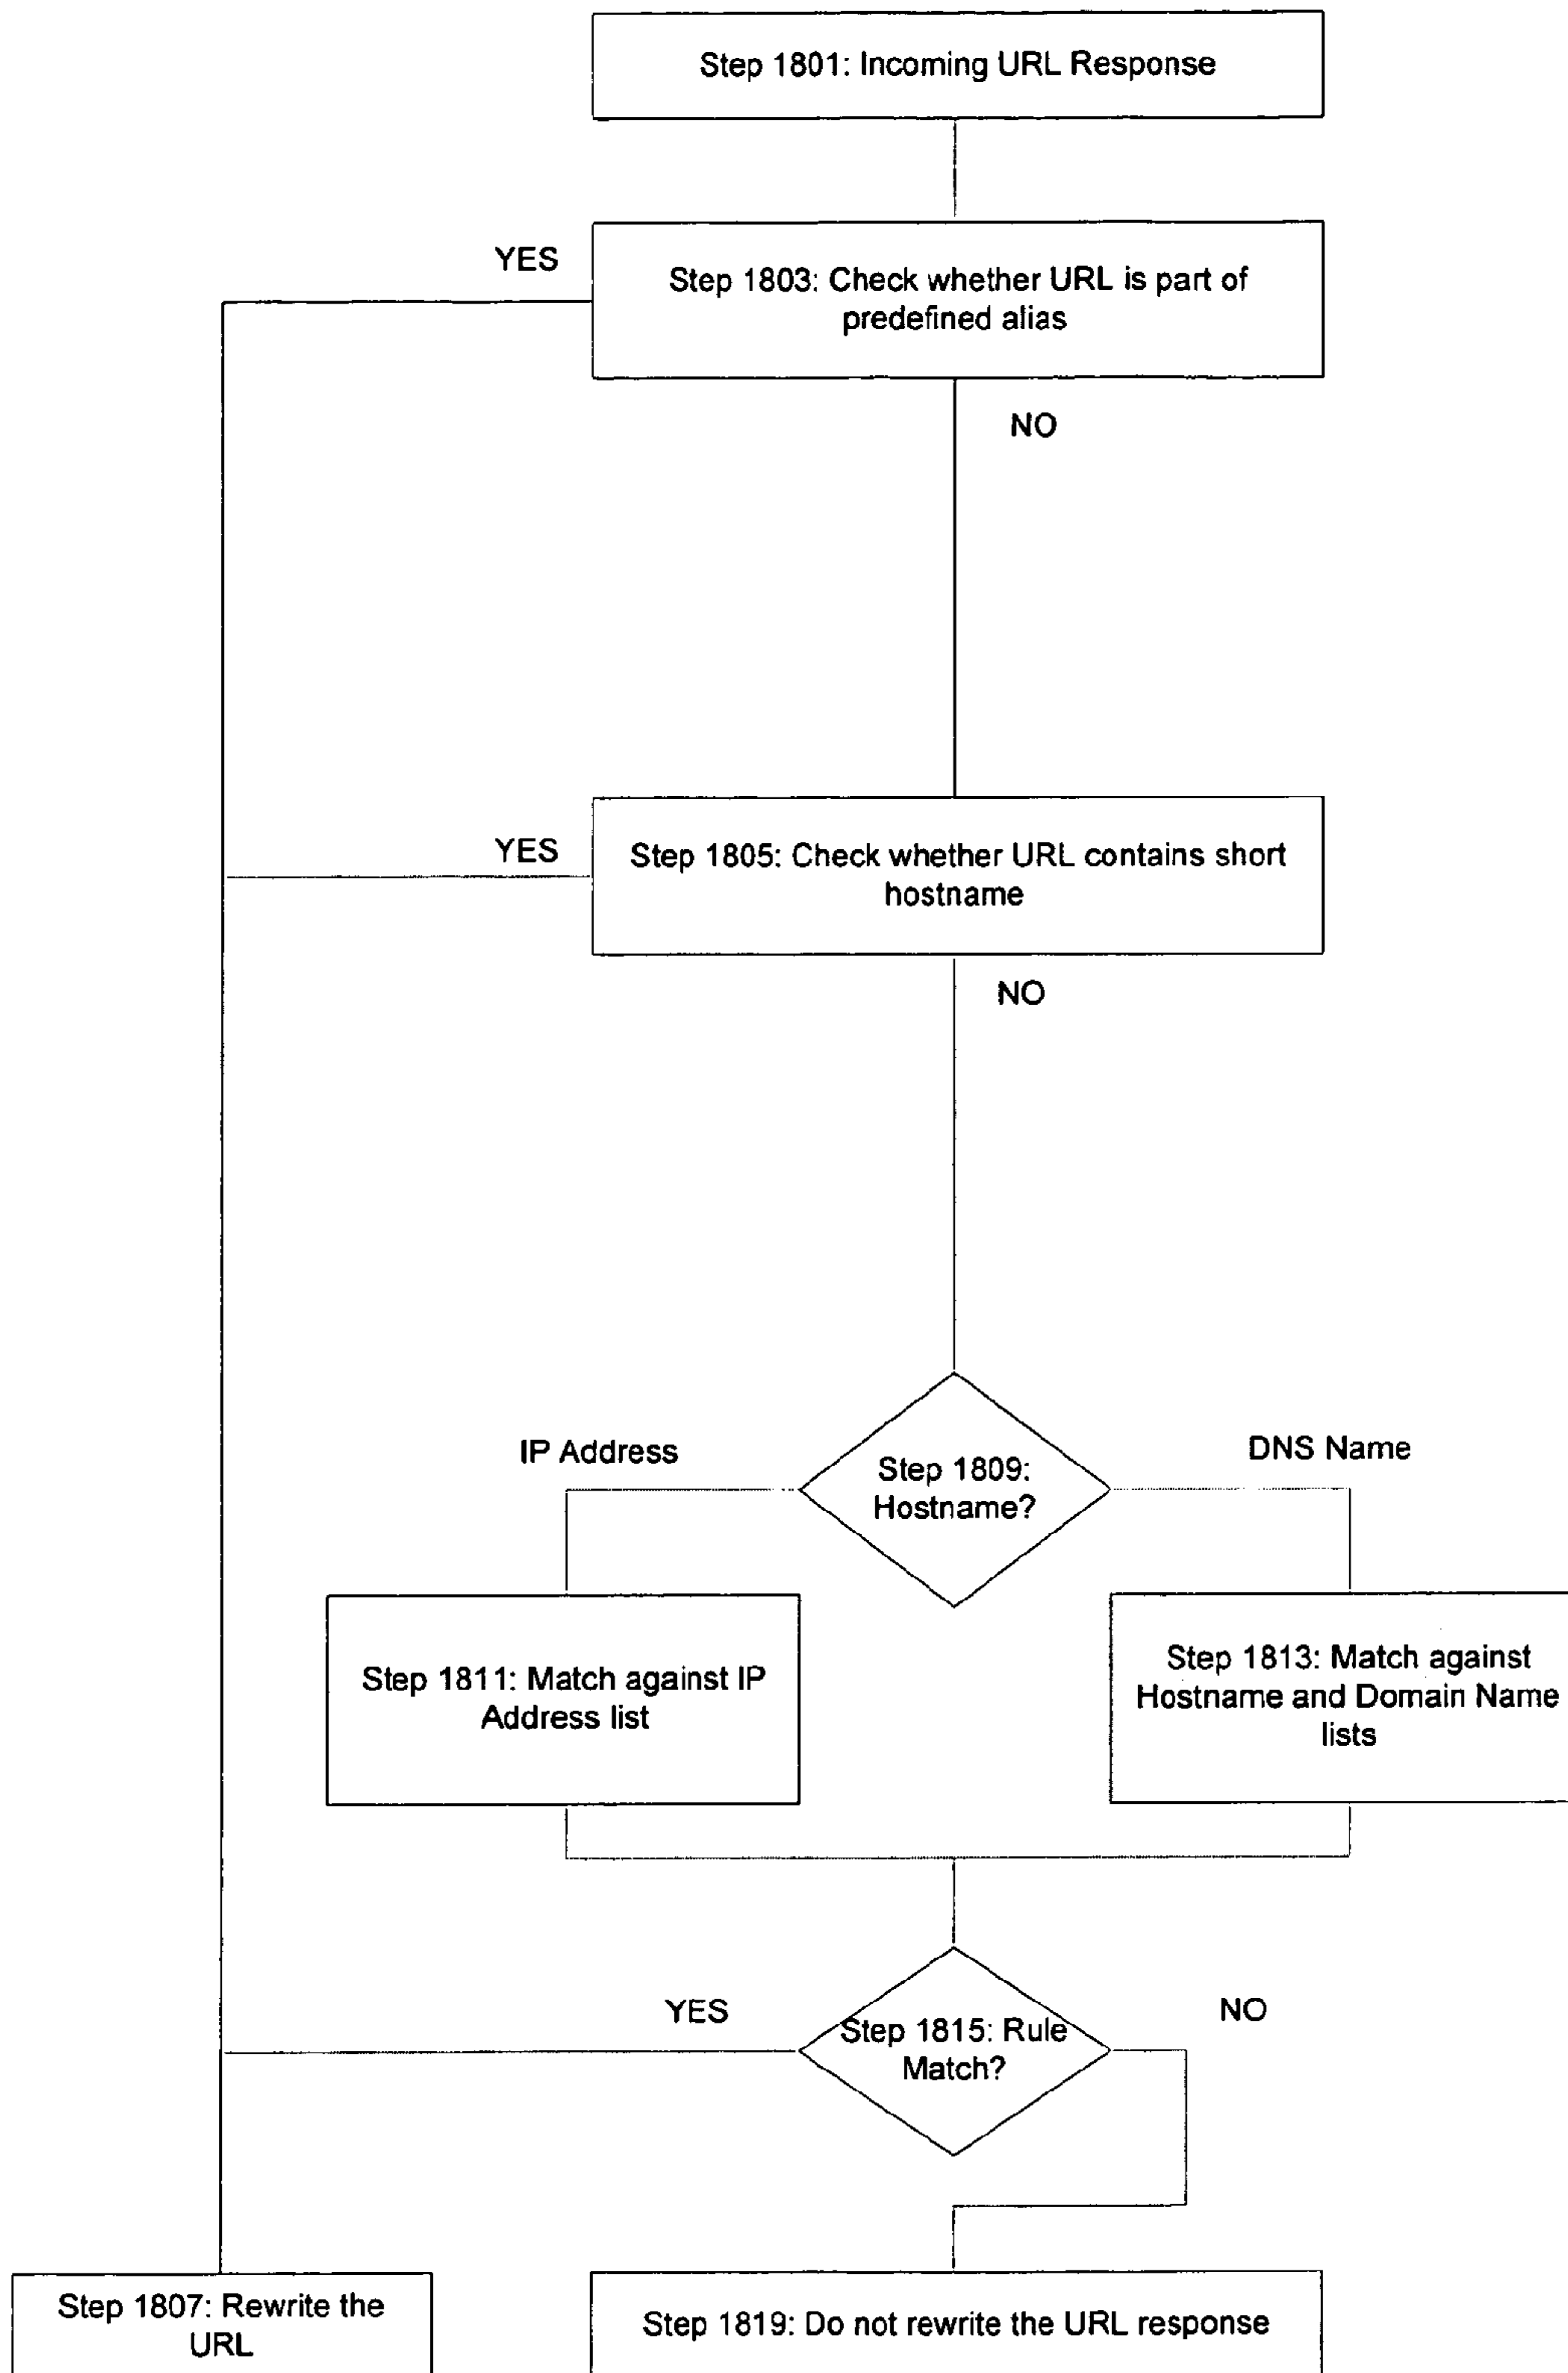 Step 1801: Incoming URL Response
YES
Step 1803: Check whether URL is part of
predefined alias
NO
YES
Step 1805: Check whether URL contains short
hostname
NO
IP Address
DNS Name
Step 1809:
Hostname?
Step 1811: Match against IP
Address list
Step 1813: Match against
Hostname and Domain Name
lists
YES
NO
Step 1815: Rule
Match?
Step 1807: Rewrite the
URL
Step 1819: Do not rewrite the URL response